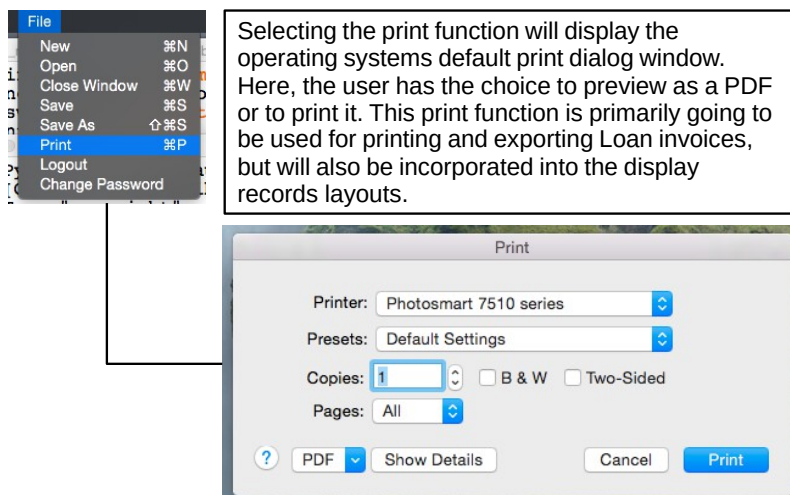 File
New ⌘N
Open ⌘O
Close Window ⌘W
Save ⌘S
Save As ⇧⌘S
Print ⌘P
Logout
Change Password
Selecting the print function will display the
operating systems default print dialog window.
Here, the user has the choice to preview as a PDF
or to print it. This print function is primarily going to
be used for printing and exporting Loan invoices,
but will also be incorporated into the display
records layouts.
Print
Printer: Photosmart 7510 series
Presets: Default Settings
Copies: 1 B & W Two-Sided
Pages: All
? PDF Show Details Cancel Print